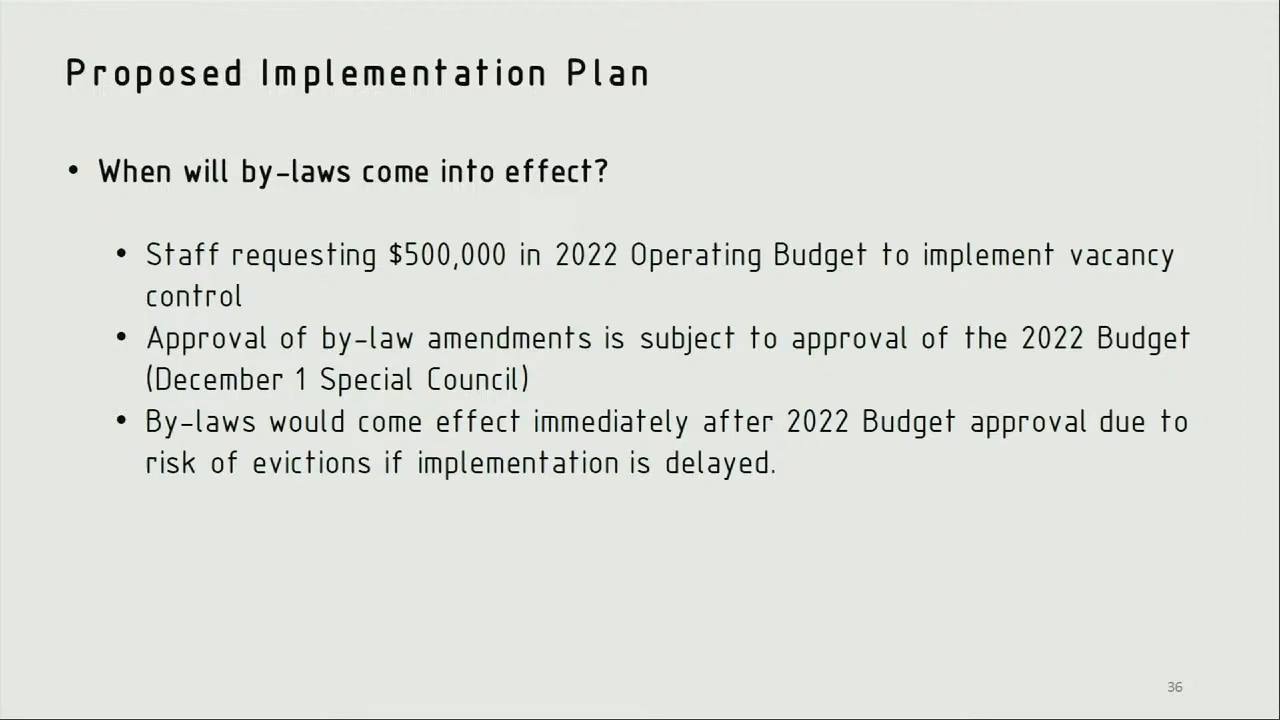 Proposed Implementation Plan
• When will by-laws come into effect?
• Staff requesting $500,000 in 2022 Operating Budget to implement vacancy
control
• Approval of by-law amendments is subject to approval of the 2022 Budget
(December 1 Special Council)
• By-laws would come effect immediately after 2022 Budget approval due to
risk of evictions if implementation is delayed.
36